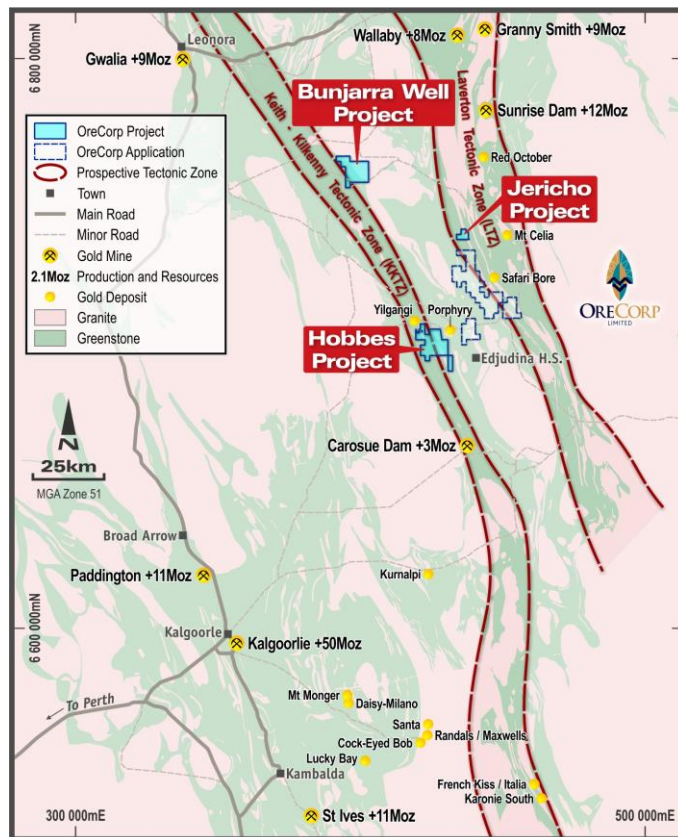 Leonora
Gwalia +9Moz
Wallaby +8Moz
Granny Smith +9Moz
6 800 000mN
Bunjarra Well
Project
Keith - Kilkenny Tectonic Zone (KKTZ)
Laverton Tectonic Zone (LTZ)
Sunrise Dam +12Moz
Red October
Jericho
Project
Mt Celia
Safari Bore
OreCorp Project
OreCorp Application
Prospective Tectonic Zone
Town
Main Road
Minor Road
Gold Mine
2.1Moz Production and Resources
Gold Deposit
Granite
Greenstone
ORECORP
LIMITED
Yilgangi
Porphyry
Hobbes
Project
Edjudina H.S.
N
25km
MGA Zone 51
Carosue Dam +3Moz
Broad Arrow
Paddington +11Moz
Kurnalpi
6 600 000mN
Kalgoorle
Kalgoorlie +50Moz
To Perth
Mt Monger
Daisy-Milano
Santa
Randals / Maxwells
Cock-Eyed Bob
Lucky Bay
Kambalda
French Kiss / Italia
Karonie South
St Ives +11Moz
300 000mE
500 000mE